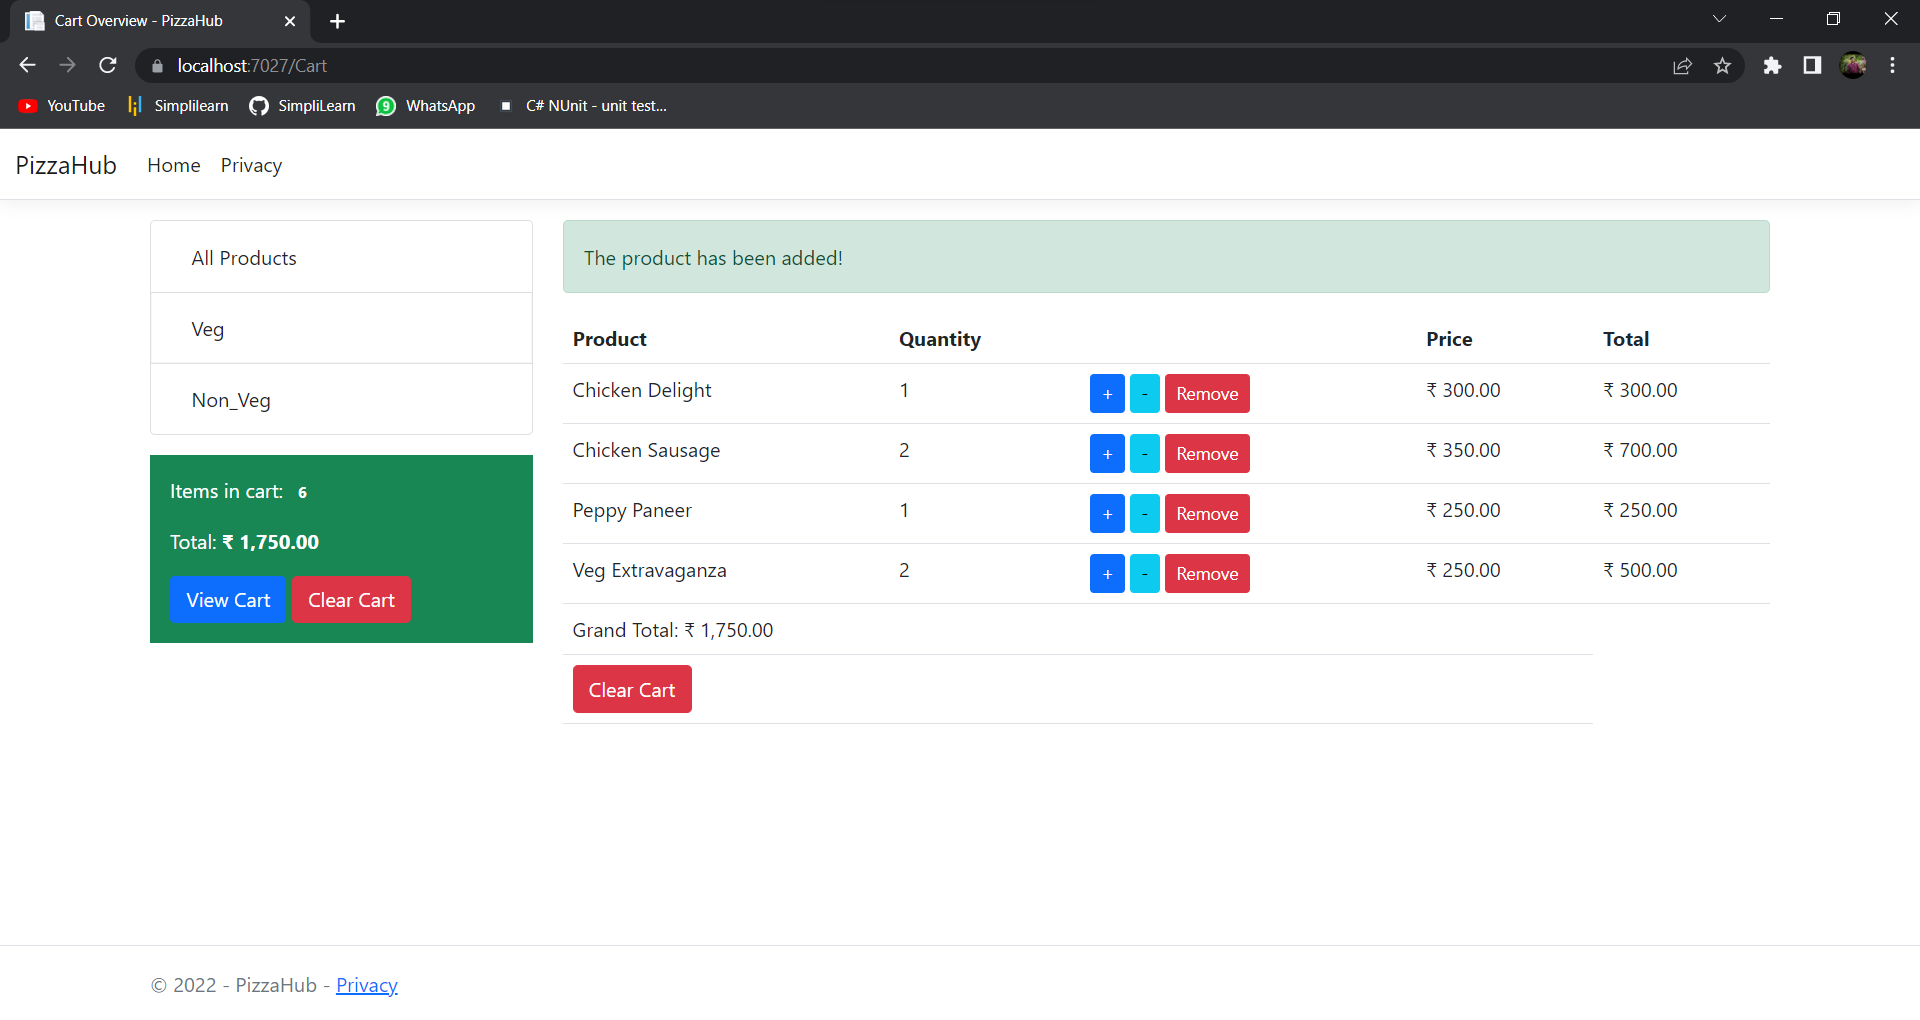 Cart Overview - PizzaHub
localhost:7027/Cart
YouTube Simplilearn SimpliLearn 9 WhatsApp C# NUnit - unit test...
PizzaHub Home Privacy
All Products
Veg
Non_Veg
Items in cart: 6
Total: ₹ 1,750.00
View Cart Clear Cart
The product has been added!
Product Quantity Price Total
Chicken Delight 1 + - Remove ₹ 300.00 ₹ 300.00
Chicken Sausage 2 + - Remove ₹ 350.00 ₹ 700.00
Peppy Paneer 1 + - Remove ₹ 250.00 ₹ 250.00
Veg Extravaganza 2 + - Remove ₹ 250.00 ₹ 500.00
Grand Total: ₹ 1,750.00
Clear Cart
© 2022 - PizzaHub - Privacy